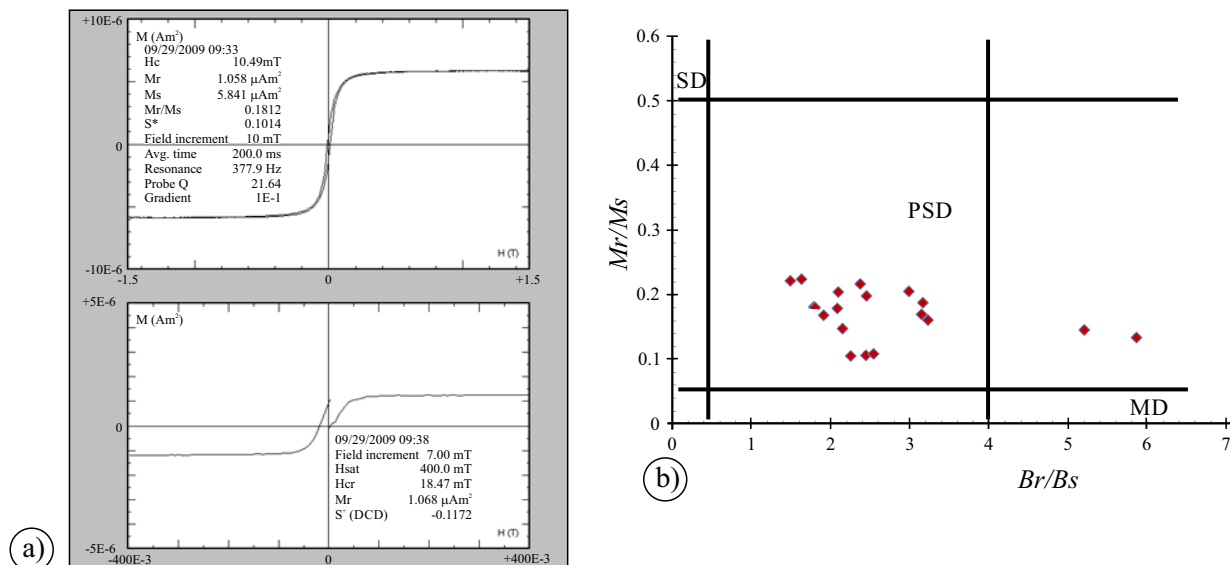 +10E-6
M (Am²)
09/29/2009 09:33
Hc 10.49mT
Mr 1.058 μAm²
Ms 5.841 μAm²
Mr/Ms 0.1812
S* 0.1014
Field increment 10 mT
Avg. time 200.0 ms
Resonance 377.9 Hz
Probe Q 21.64
Gradient 1E-1
0
H (T)
-10E-6
-1.5 0 +1.5
+5E-6
M (Am²)
0
09/29/2009 09:38
Field increment 7.00 mT
Hsat 400.0 mT
Hcr 18.47 mT
Mr 1.068 μAm²
S* (DCD) -0.1172
H (T)
-5E-6
-400E-3 0 +400E-3
a)
0.6
SD
0.5
0.4
PSD
0.3
0.2
0.1
MD
0
Mr/Ms
0 1 2 3 4 5 6 7
Br/Bs
b)